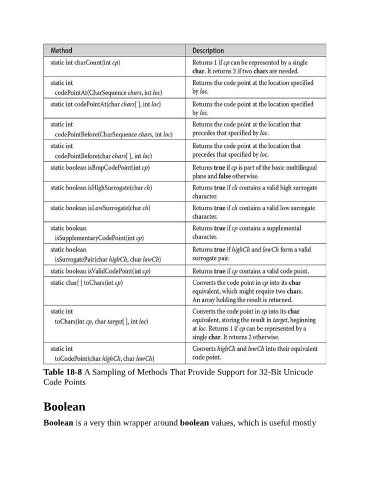 Method Description
static int charCount(int cp) Returns 1 if cp can be represented by a single
char. It returns 2 if two chars are needed.
static int Returns the code point at the location specified
codePointAt(CharSequence chars, int loc) by loc.
static int codePointAt(char chars[ ], int loc) Returns the code point at the location specified
by loc.
static int Returns the code point at the location that
codePointBefore(CharSequence chars, int loc) precedes that specified by loc.
static int Returns the code point at the location that
codePointBefore(char chars[ ], int loc) precedes that specified by loc.
static boolean isBmpCodePoint(int cp) Returns true if cp is part of the basic multilingual
plane and false otherwise.
static boolean isHighSurrogate(char ch) Returns true if ch contains a valid high surrogate
character.
static boolean isLowSurrogate(char ch) Returns true if ch contains a valid low surrogate
character.
static boolean Returns true if cp contains a supplemental
isSupplementaryCodePoint(int cp) character.
static boolean Returns true if highCh and lowCh form a valid
isSurrogatePair(char highCh, char lowCh) surrogate pair.
static boolean isValidCodePoint(int cp) Returns true if cp contains a valid code point.
static char[ ] toChars(int cp) Converts the code point in cp into its char
equivalent, which might require two chars.
An array holding the result is returned.
static int Converts the code point in cp into its char
toChars(int cp, char target[ ], int loc) equivalent, storing the result in target, beginning
at loc. Returns 1 if cp can be represented by a
single char. It returns 2 otherwise.
static int Converts highCh and lowCh into their equivalent
toCodePoint(char highCh, char lowCh) code point.
Table 18-8 A Sampling of Methods That Provide Support for 32-Bit Unicode
Code Points
Boolean
Boolean is a very thin wrapper around boolean values, which is useful mostly